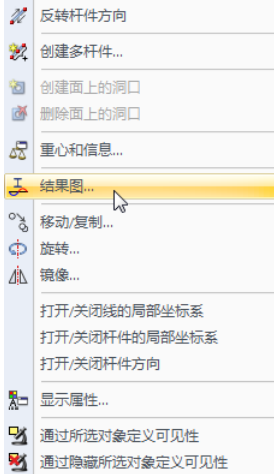 反转杆件方向
创建多杆件...
创建面上的洞口
删除面上的洞口
重心和信息...
结果图...
移动/复制...
旋转...
镜像...
打开/关闭线的局部坐标系
打开/关闭杆件的局部坐标系
打开/关闭杆件方向
显示属性...
通过所选对象定义可见性
通过隐藏所选对象定义可见性